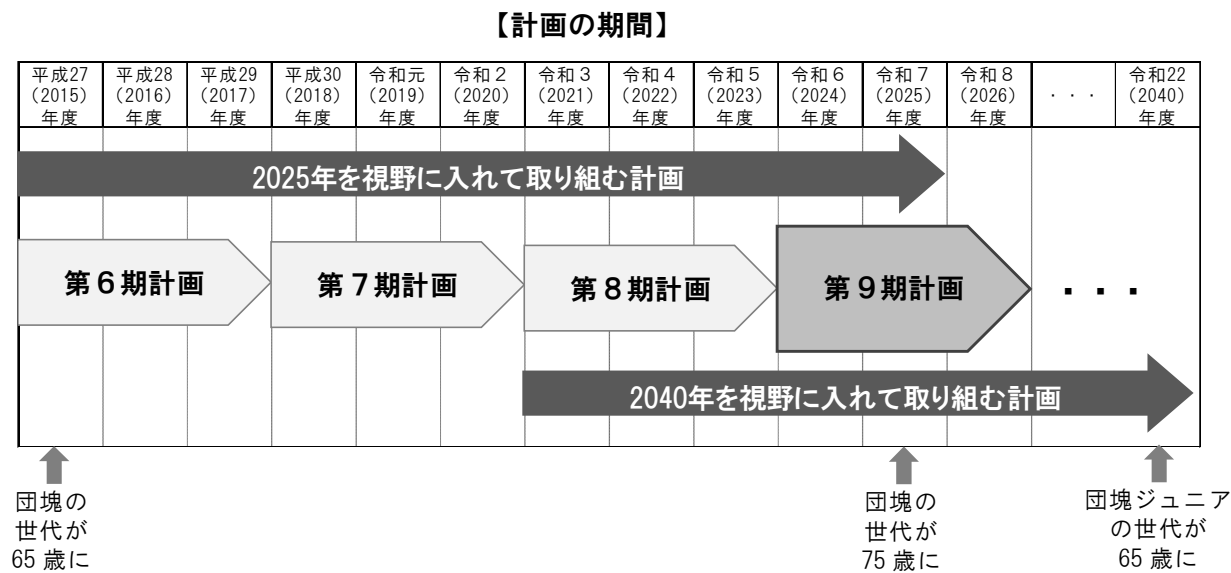 【計画の期間】
平成27 平成28 平成29 平成30 令和元 令和２ 令和３ 令和４ 令和５ 令和６ 令和７ 令和８ 令和22
（2015） （2016） （2017） （2018） （2019） （2020） （2021） （2022） （2023） （2024） （2025） （2026） ・・・ （2040）
年度 年度 年度 年度 年度 年度 年度 年度 年度 年度 年度 年度 年度
2025年を視野に入れて取り組む計画
第６期計画 第７期計画 第８期計画 第９期計画 ・・・
2040年を視野に入れて取り組む計画
団塊の
世代が
65 歳に
団塊の
世代が
75 歳に
団塊ジュニア
の世代が
65 歳に